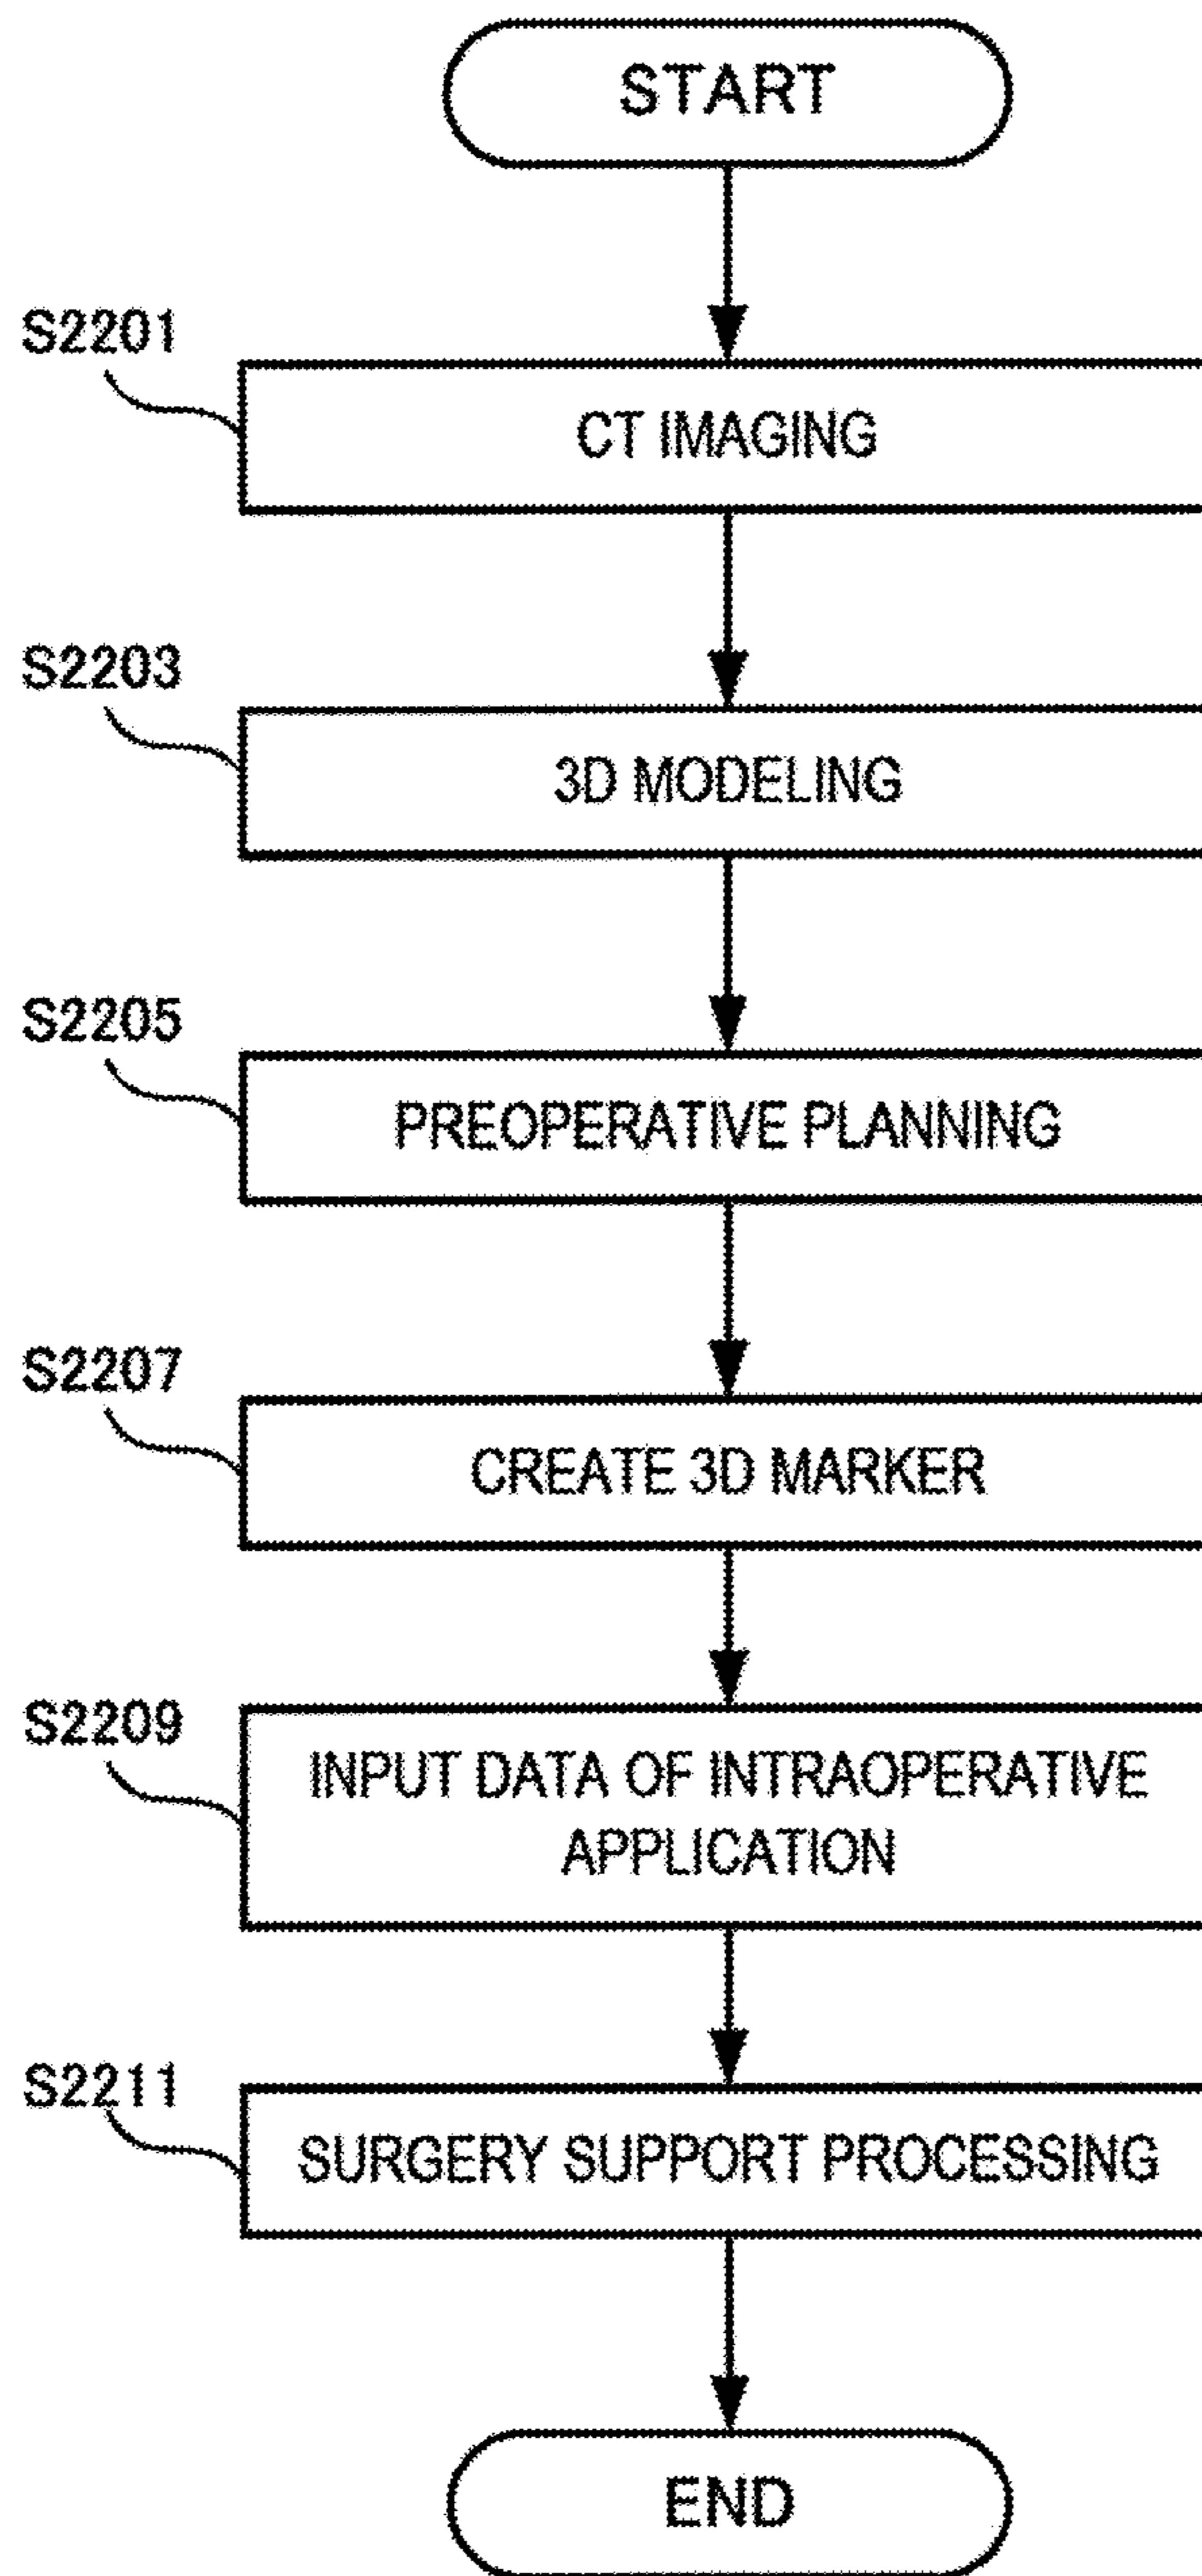 START
S2201
CT IMAGING
S2203
3D MODELING
S2205
PREOPERATIVE PLANNING
S2207
CREATE 3D MARKER
S2209
INPUT DATA OF INTRAOPERATIVE
APPLICATION
S2211
SURGERY SUPPORT PROCESSING
END